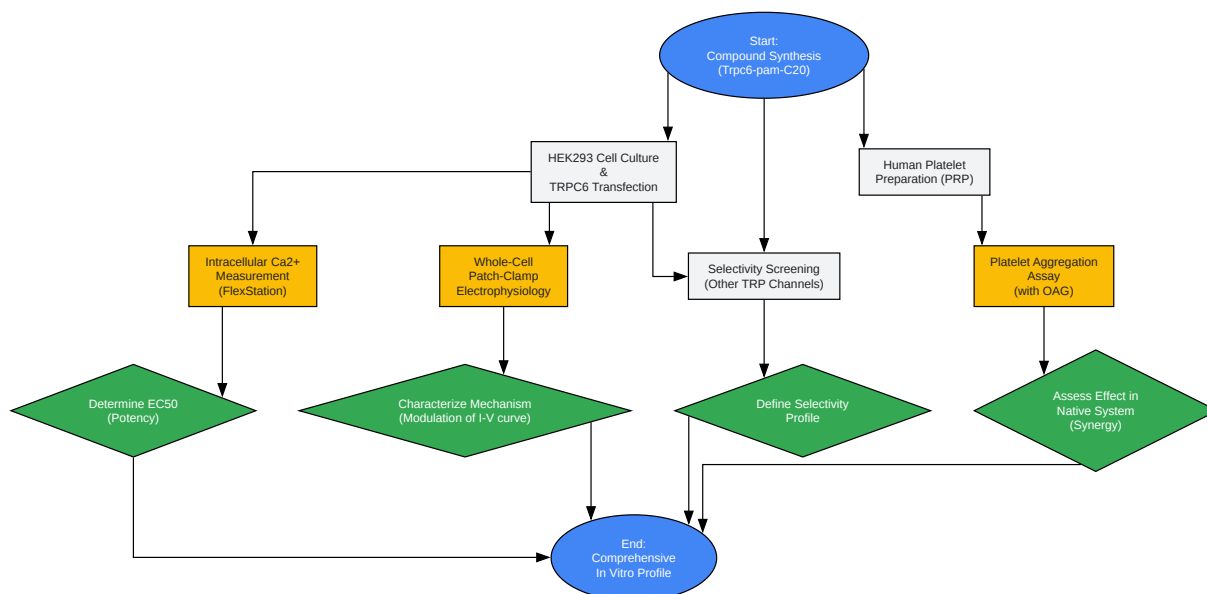 Start:
Compound Synthesis
(Trpc6-pam-C20)
HEK293 Cell Culture
&
TRPC6 Transfection
Human Platelet
Preparation (PRP)
Intracellular Ca2+
Measurement
(FlexStation)
Whole-Cell
Patch-Clamp
Electrophysiology
Selectivity Screening
(Other TRP Channels)
Platelet Aggregation
Assay
(with OAG)
Determine EC50
(Potency)
Characterize Mechanism
(Modulation of I-V curve)
Define Selectivity
Profile
Assess Effect in
Native System
(Synergy)
End:
Comprehensive
In Vitro Profile